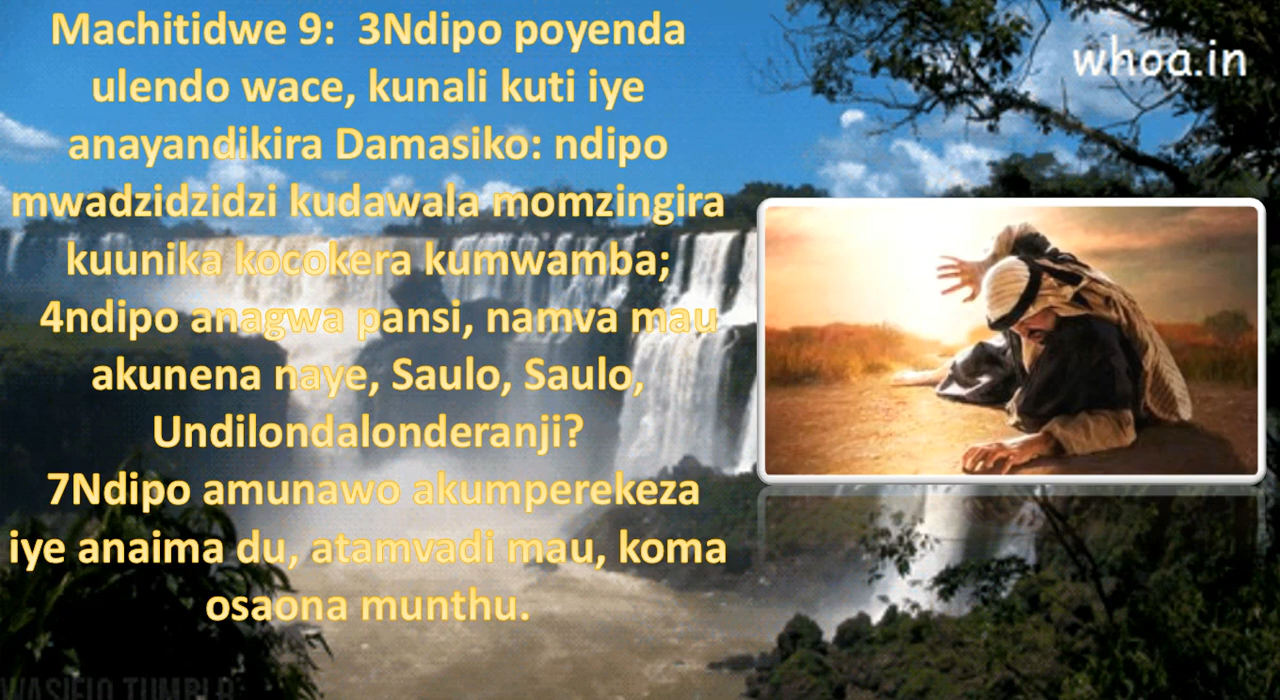 Machitidwe 9:  3Ndipo poyenda
ulendo wace, kunali kuti iye
anayandikira Damasiko: ndipo
mwadzidzidzi kudawala momzingira
kuunika kocokera kumwamba;
4ndipo anagwa pansi, namva mau
akunena naye, Saulo, Saulo,
Undilondalonderanji?
7Ndipo amunawo akumperekeza
iye anaima du, atamvadi mau, koma
osaona munthu.
whoa.in